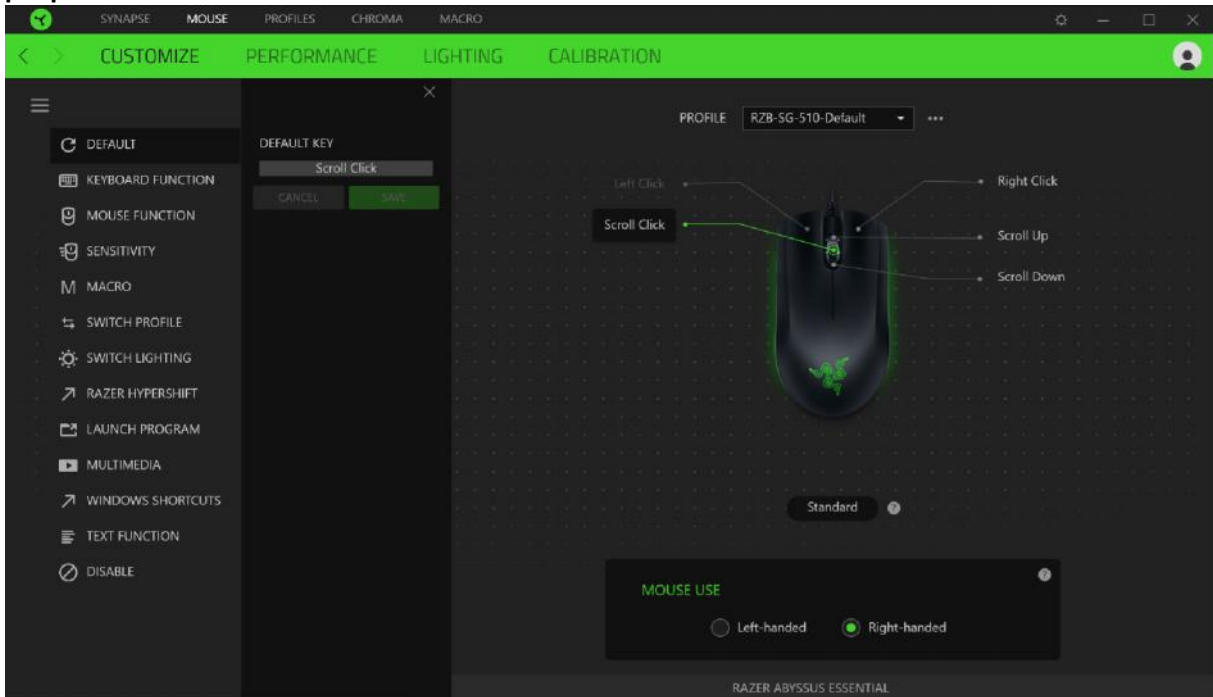 SYNAPSE MOUSE PROFILES CHROMA MACRO
CUSTOMIZE PERFORMANCE LIGHTING CALIBRATION
DEFAULT
KEYBOARD FUNCTION
MOUSE FUNCTION
SENSITIVITY
MACRO
SWITCH PROFILE
SWITCH LIGHTING
RAZER HYPERSHIFT
LAUNCH PROGRAM
MULTIMEDIA
WINDOWS SHORTCUTS
TEXT FUNCTION
DISABLE
DEFAULT KEY
Scroll Click
CANCEL SAVE
PROFILE RZB-SG-510-Default
Left Click
Right Click
Scroll Click
Scroll Up
Scroll Down
Standard ?
MOUSE USE ?
Left-handed Right-handed
RAZER ABYSSUS ESSENTIAL